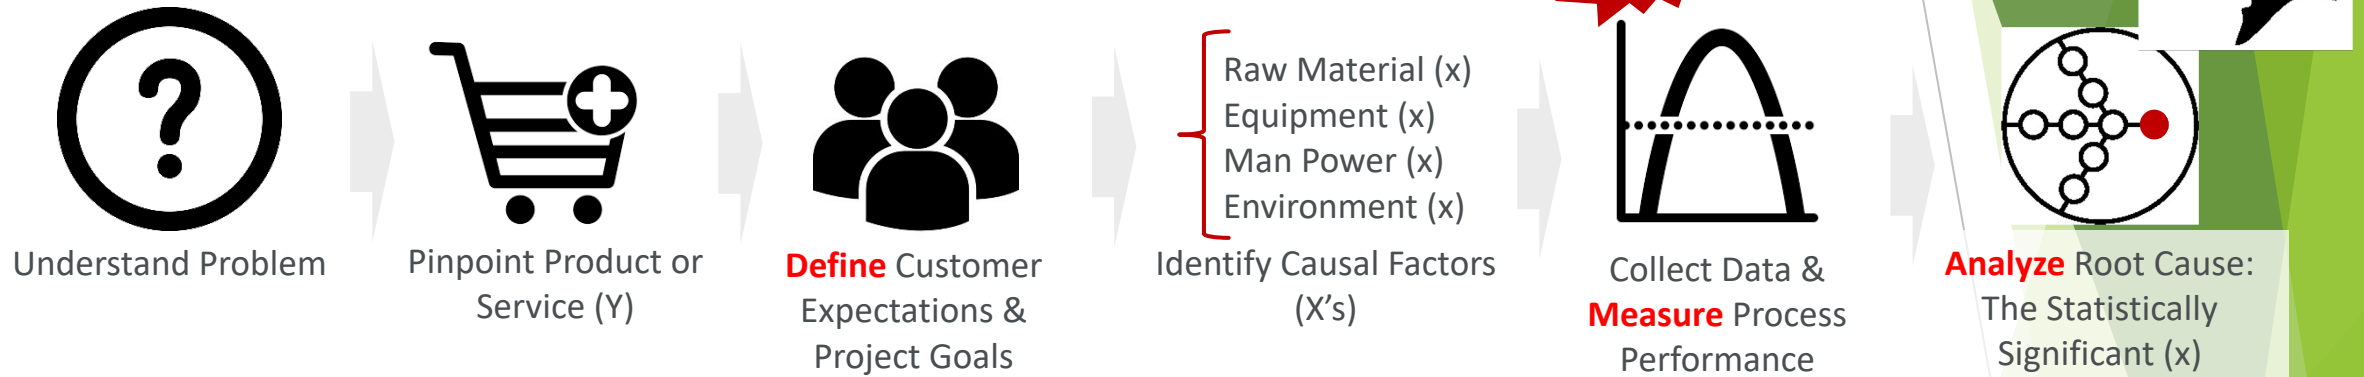 Understand Problem
Pinpoint Product or
Service (Y)
Define Customer
Expectations &
Project Goals
Raw Material (x)
Equipment (x)
Man Power (x)
Environment (x)
Identify Causal Factors
(X’s)
Collect Data &
Measure Process
Performance
Analyze Root Cause:
The Statistically
Significant (x)